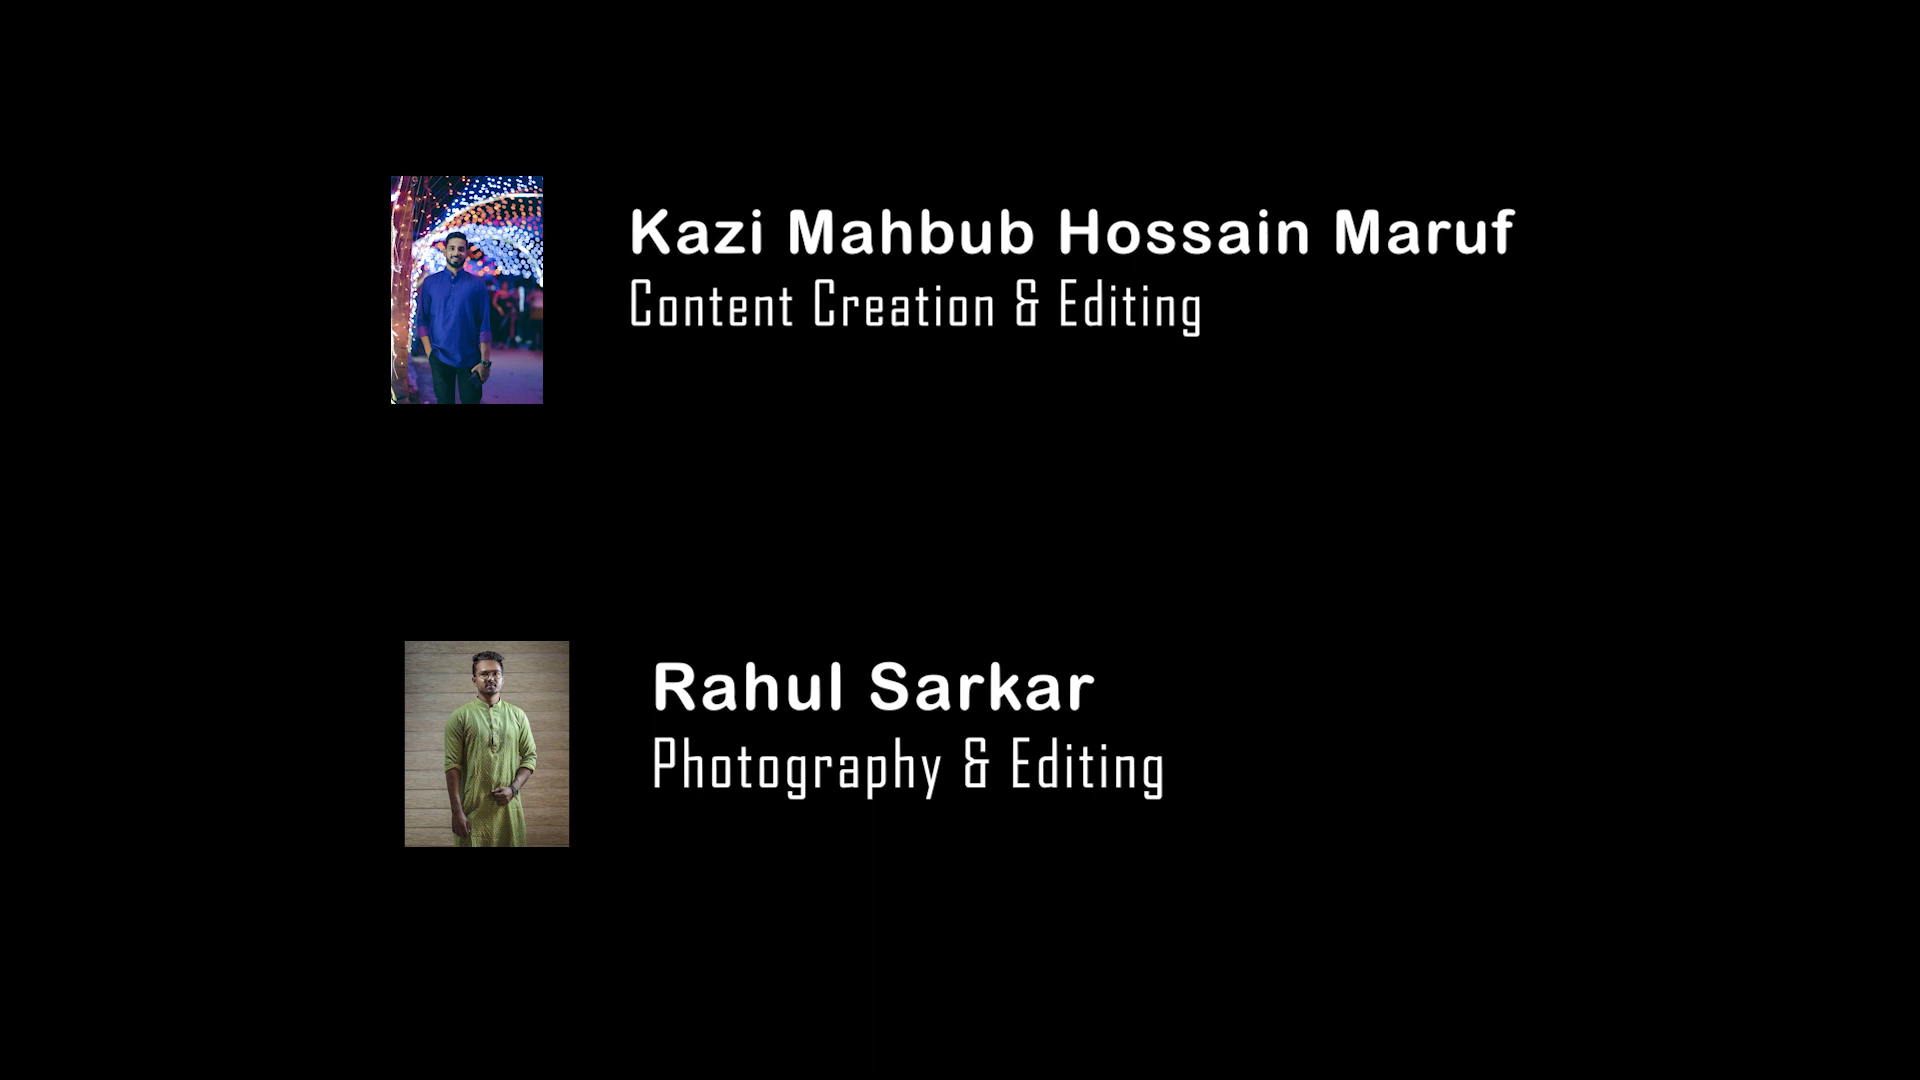 Kazi Mahbub Hossain Maruf
Content Creation & Editing
Rahul Sarkar
Photography & Editing